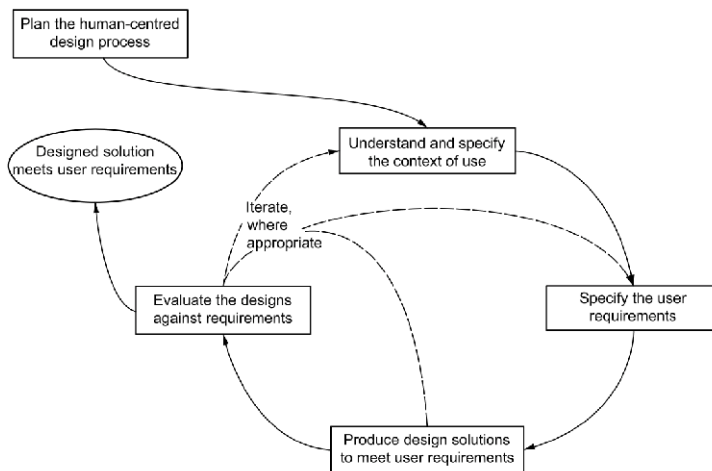 Plan the human-centred
design process
Understand and specify
the context of use
Designed solution
meets user requirements
Iterate,
where
appropriate
Evaluate the designs
against requirements
Specify the user
requirements
Produce design solutions
to meet user requirements